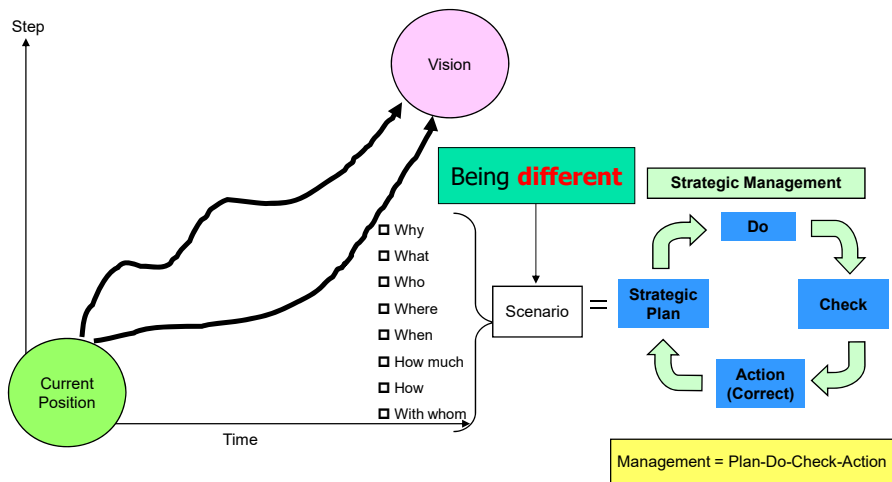 Step
Vision
Being different
Strategic Management
Why
What
Who
Where
When
How much
How
With whom
Scenario
=
Strategic
Plan
Do
Check
Action
(Correct)
Current
Position
Time
Management = Plan-Do-Check-Action